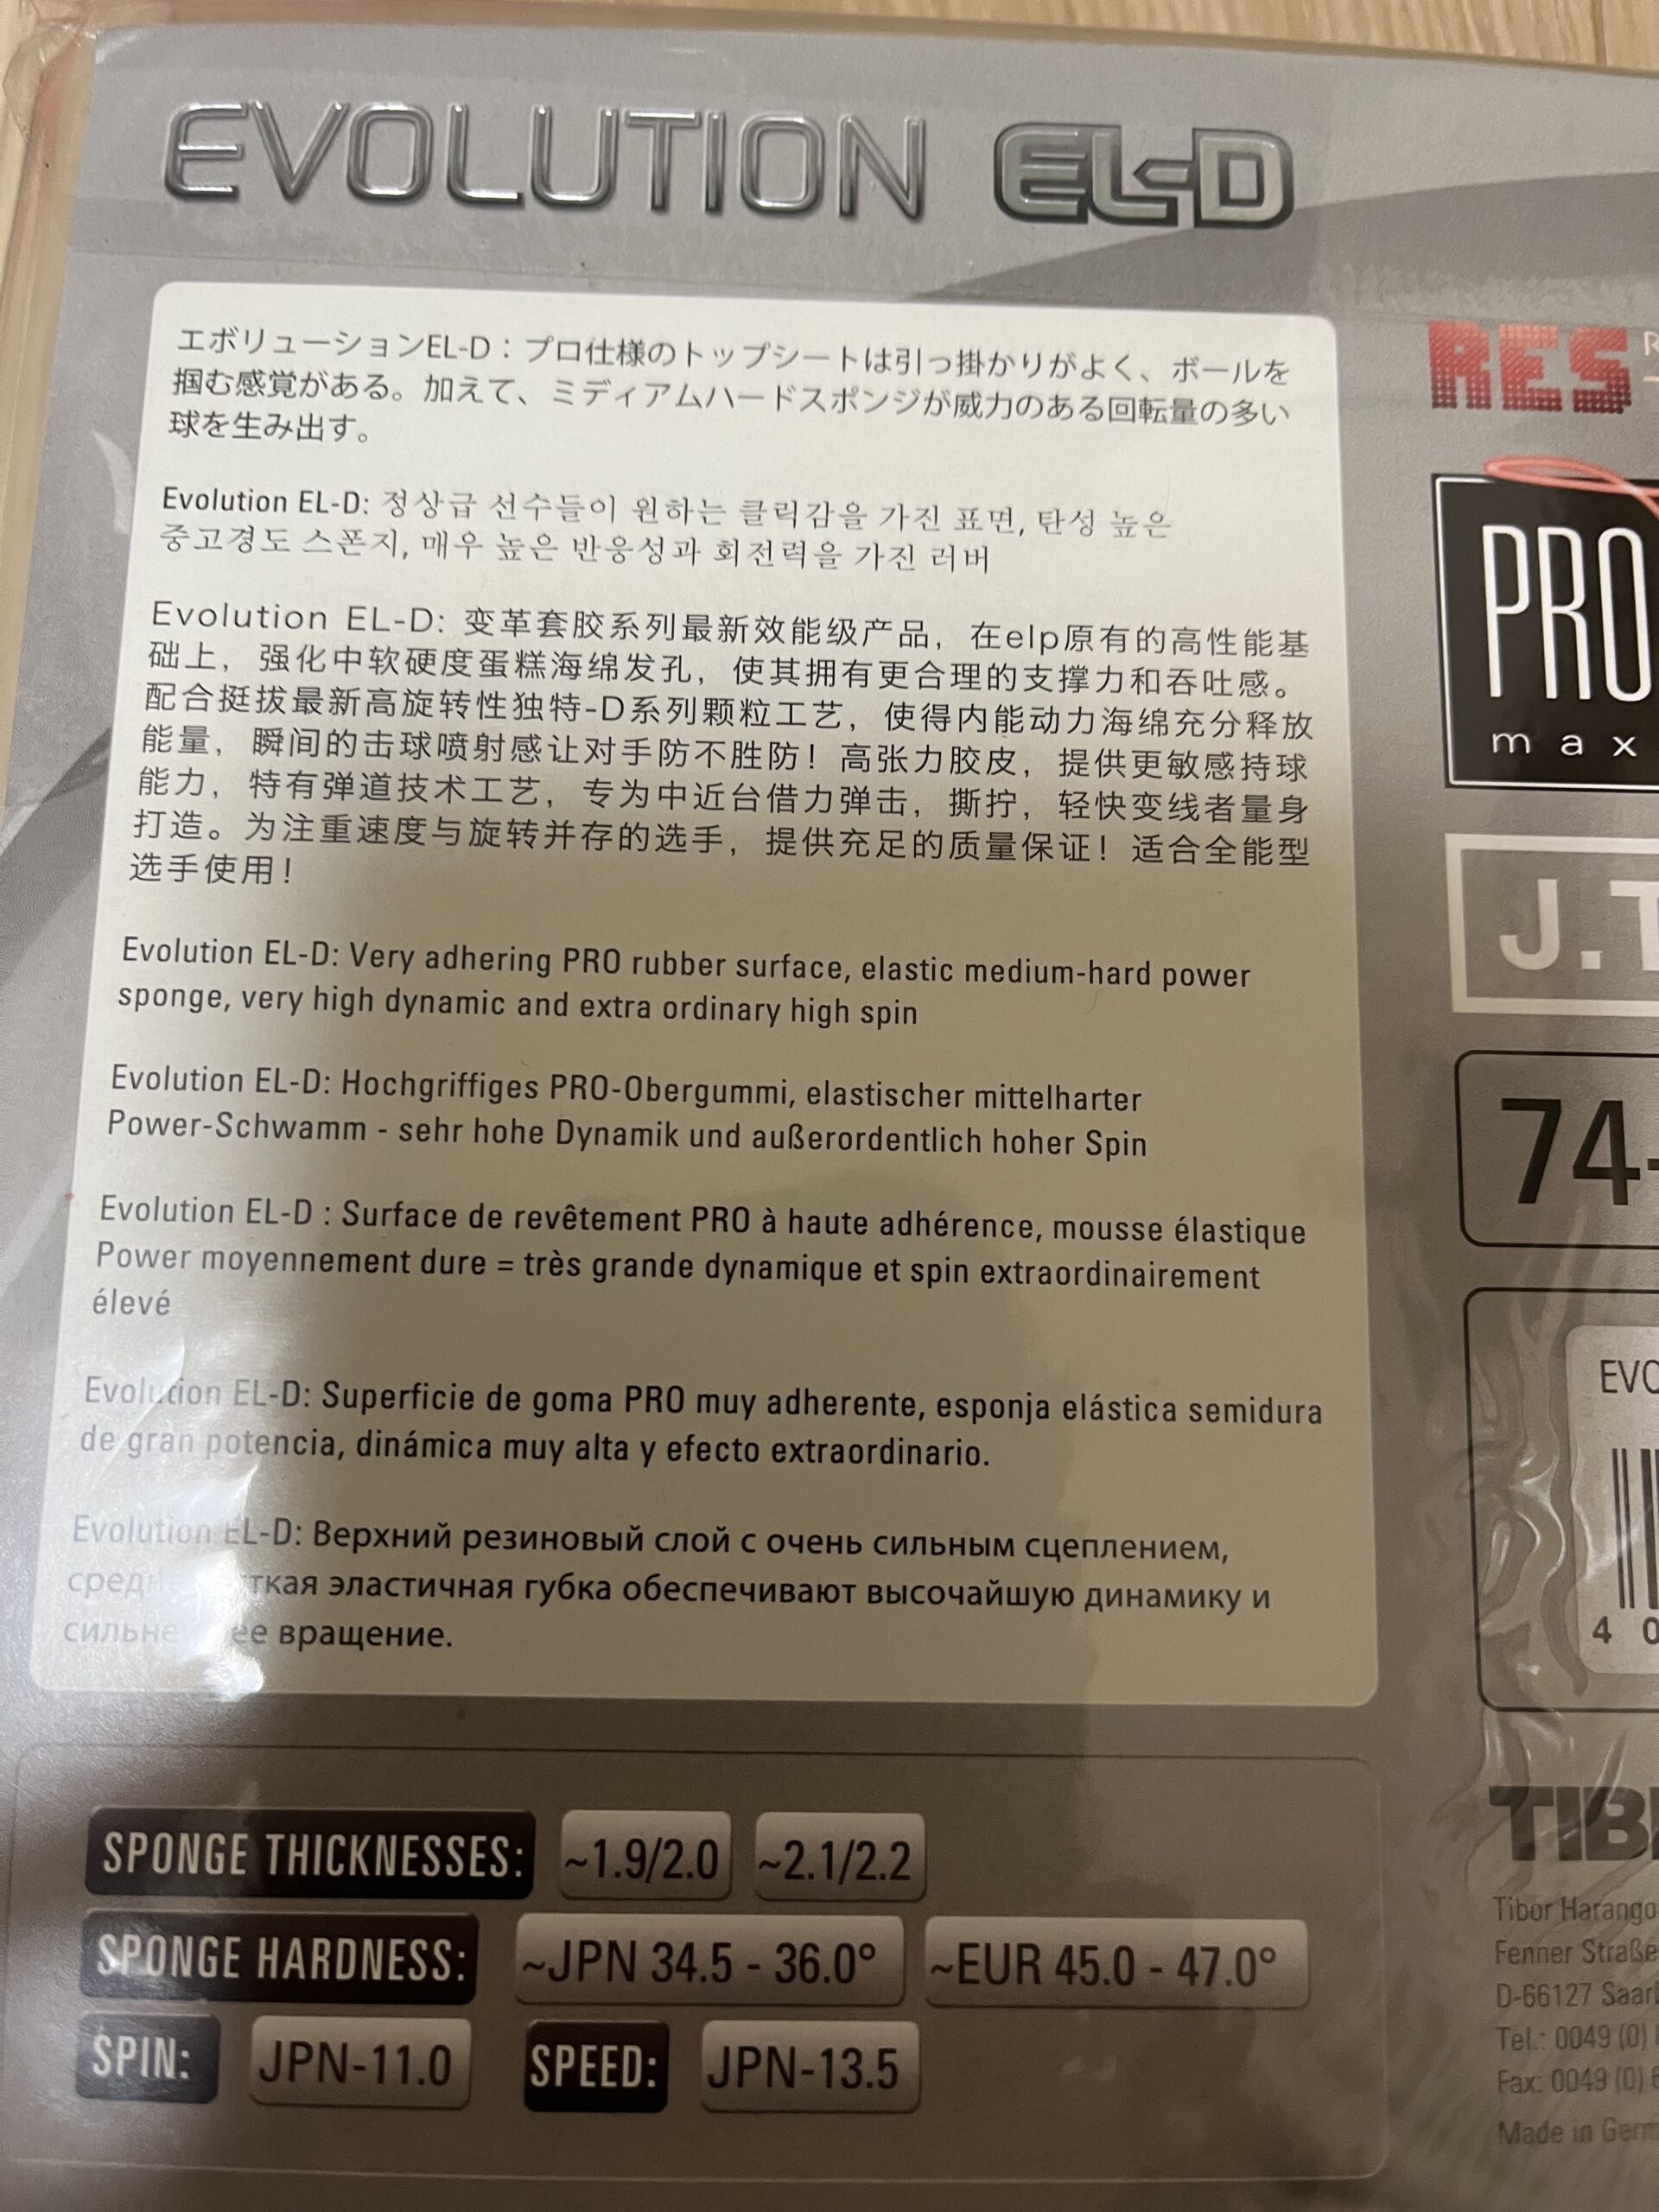 EVOLUTION EL-D
エボリューションEL-D：プロ仕様のトップシートは引っ掛かりがよく、ボールを
掴む感覚がある。加えて、ミディアムハードスポンジが威力のある回転量の多い
球を生み出す。
Evolution EL-D: 정상급 선수들이 원하는 클릭감을 가진 표면, 탄성 높은
중고경도 스폰지, 매우 높은 반응성과 회전력을 가진 러버
Evolution EL-D: 变革套胶系列最新效能级产品，在elp原有的高性能基
础上，强化中软硬度蛋糕海绵发孔，使其拥有更合理的支撑力和吞吐感。
配合挺拔最新高旋转性独特-D系列颗粒工艺，使得内能动力海绵充分释放
能量，瞬间的击球喷射感让对手防不胜防！高张力胶皮，提供更敏感持球
能力，特有弹道技术工艺，专为中近台借力弹击，撕拧，轻快变线者量身
打造。为注重速度与旋转并存的选手，提供充足的质量保证！适合全能型
选手使用！
Evolution EL-D: Very adhering PRO rubber surface, elastic medium-hard power
sponge, very high dynamic and extra ordinary high spin
Evolution EL-D: Hochgriffiges PRO-Obergummi, elastischer mittelharter
Power-Schwamm - sehr hohe Dynamik und außerordentlich hoher Spin
Evolution EL-D : Surface de revêtement PRO à haute adhérence, mousse élastique
Power moyennement dure = très grande dynamique et spin extraordinairement
élevé
Evolution EL-D: Superficie de goma PRO muy adherente, esponja elástica semidura
de gran potencia, dinámica muy alta y efecto extraordinario.
Evolution EL-D: Верхний резиновый слой с очень сильным сцеплением,
эластичная губка обеспечивают высочайшую динамику и
вращение.
SPONGE THICKNESSES: ~1.9/2.0 ~2.1/2.2
SPONGE HARDNESS: ~JPN 34.5 - 36.0° ~EUR 45.0 - 47.0°
SPIN: JPN-11.0 SPEED: JPN-13.5
RES
PRO
max
J.T
74-
EVO
4 0
TIB
Tibor Harango
Fenner Straße
D-66127 Saar
Tel.: 0049 (0)
Fax: 0049 (0) 6
Made in Germ